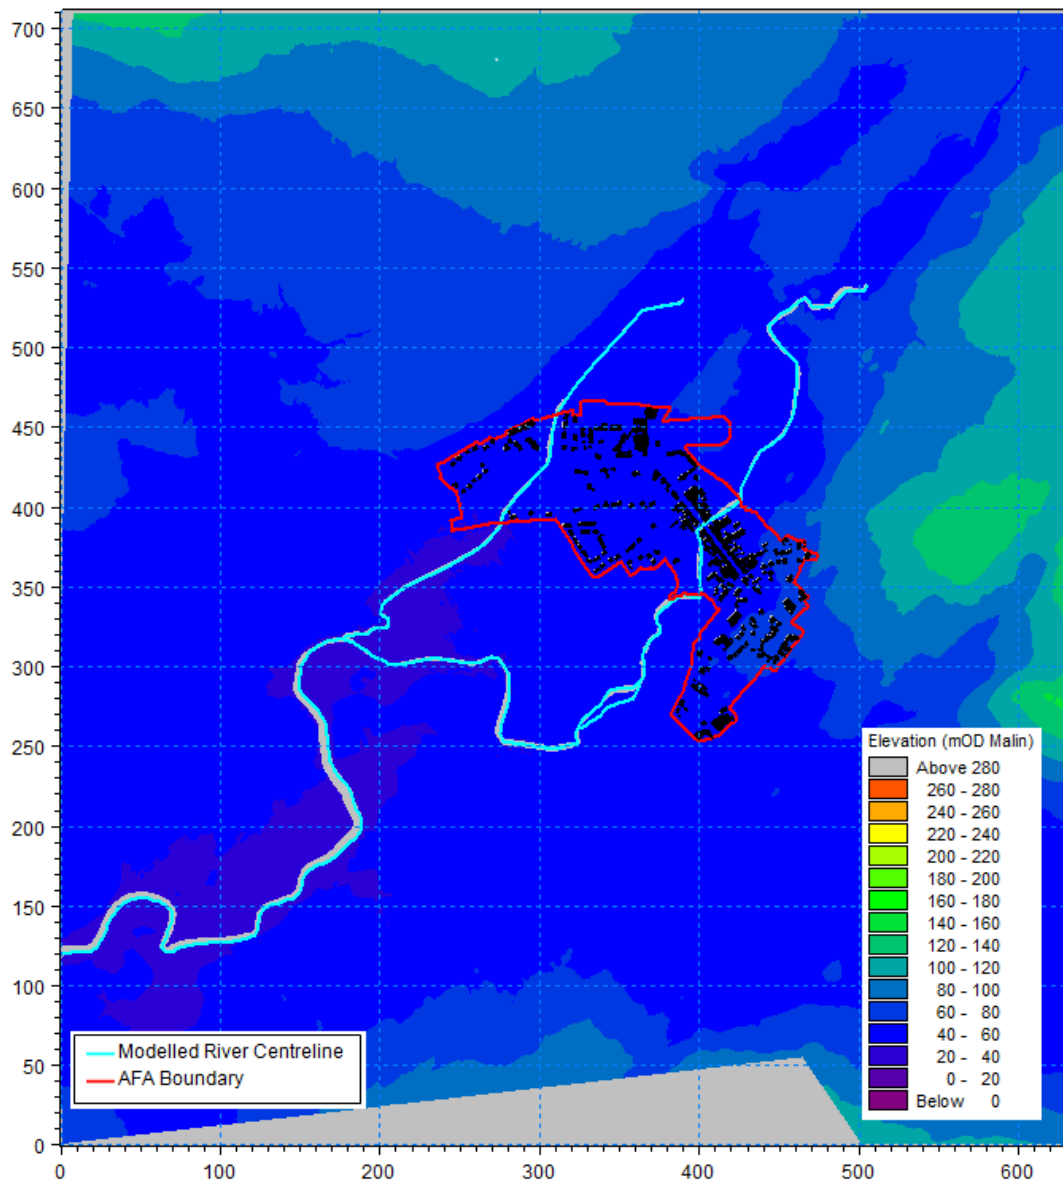 700
650
600
550
500
450
400
350
300
250
200
150
100
50
0
0 100 200 300 400 500 600
Elevation (mOD Malin)
Above 280
260 - 280
240 - 260
220 - 240
200 - 220
180 - 200
160 - 180
140 - 160
120 - 140
100 - 120
80 - 100
60 - 80
40 - 60
20 - 40
0 - 20
Below 0
Modelled River Centreline
AFA Boundary